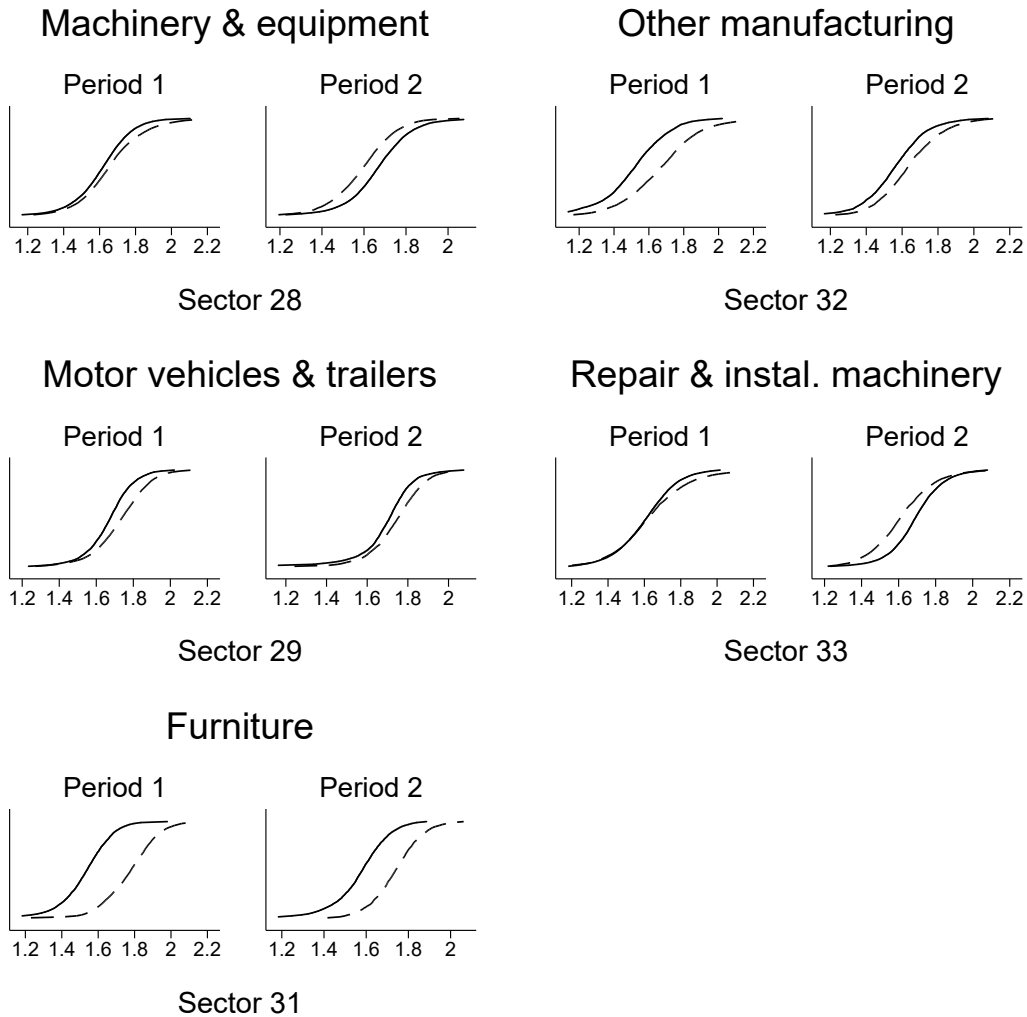 Machinery & equipment
Period 1
Period 2
1.2 1.4 1.6 1.8 2 2.2
1.2 1.4 1.6 1.8 2
Sector 28
Other manufacturing
Period 1
Period 2
1.2 1.4 1.6 1.8 2 2.2
1.2 1.4 1.6 1.8 2 2.2
Sector 32
Motor vehicles & trailers
Period 1
Period 2
1.2 1.4 1.6 1.8 2 2.2
1.2 1.4 1.6 1.8 2
Sector 29
Repair & instal. machinery
Period 1
Period 2
1.2 1.4 1.6 1.8 2 2.2
1.2 1.4 1.6 1.8 2 2.2
Sector 33
Furniture
Period 1
Period 2
1.2 1.4 1.6 1.8 2 2.2
1.2 1.4 1.6 1.8 2
Sector 31